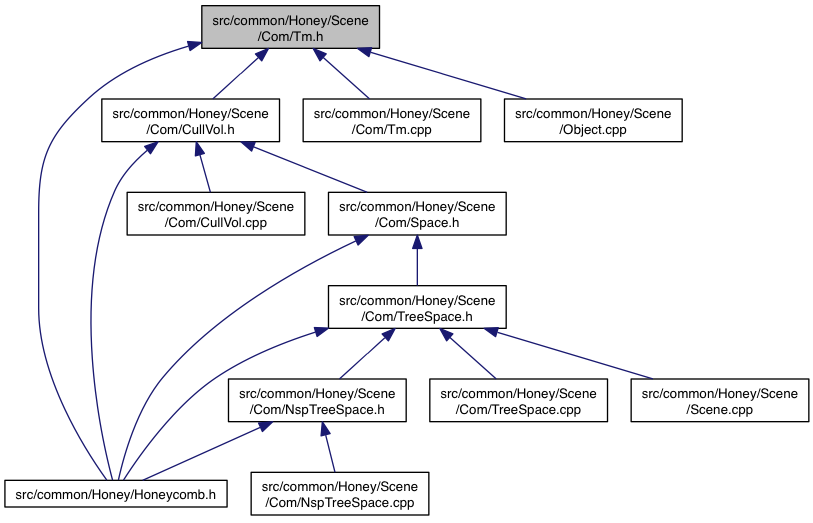 src/common/Honey/Scene
/Com/Tm.h
src/common/Honey/Scene
/Com/CullVol.h
src/common/Honey/Scene
/Com/Tm.cpp
src/common/Honey/Scene
/Object.cpp
src/common/Honey/Scene
/Com/CullVol.cpp
src/common/Honey/Scene
/Com/Space.h
src/common/Honey/Scene
/Com/TreeSpace.h
src/common/Honey/Scene
/Com/NspTreeSpace.h
src/common/Honey/Scene
/Com/TreeSpace.cpp
src/common/Honey/Scene
/Scene.cpp
src/common/Honey/Honeycomb.h
src/common/Honey/Scene
/Com/NspTreeSpace.cpp